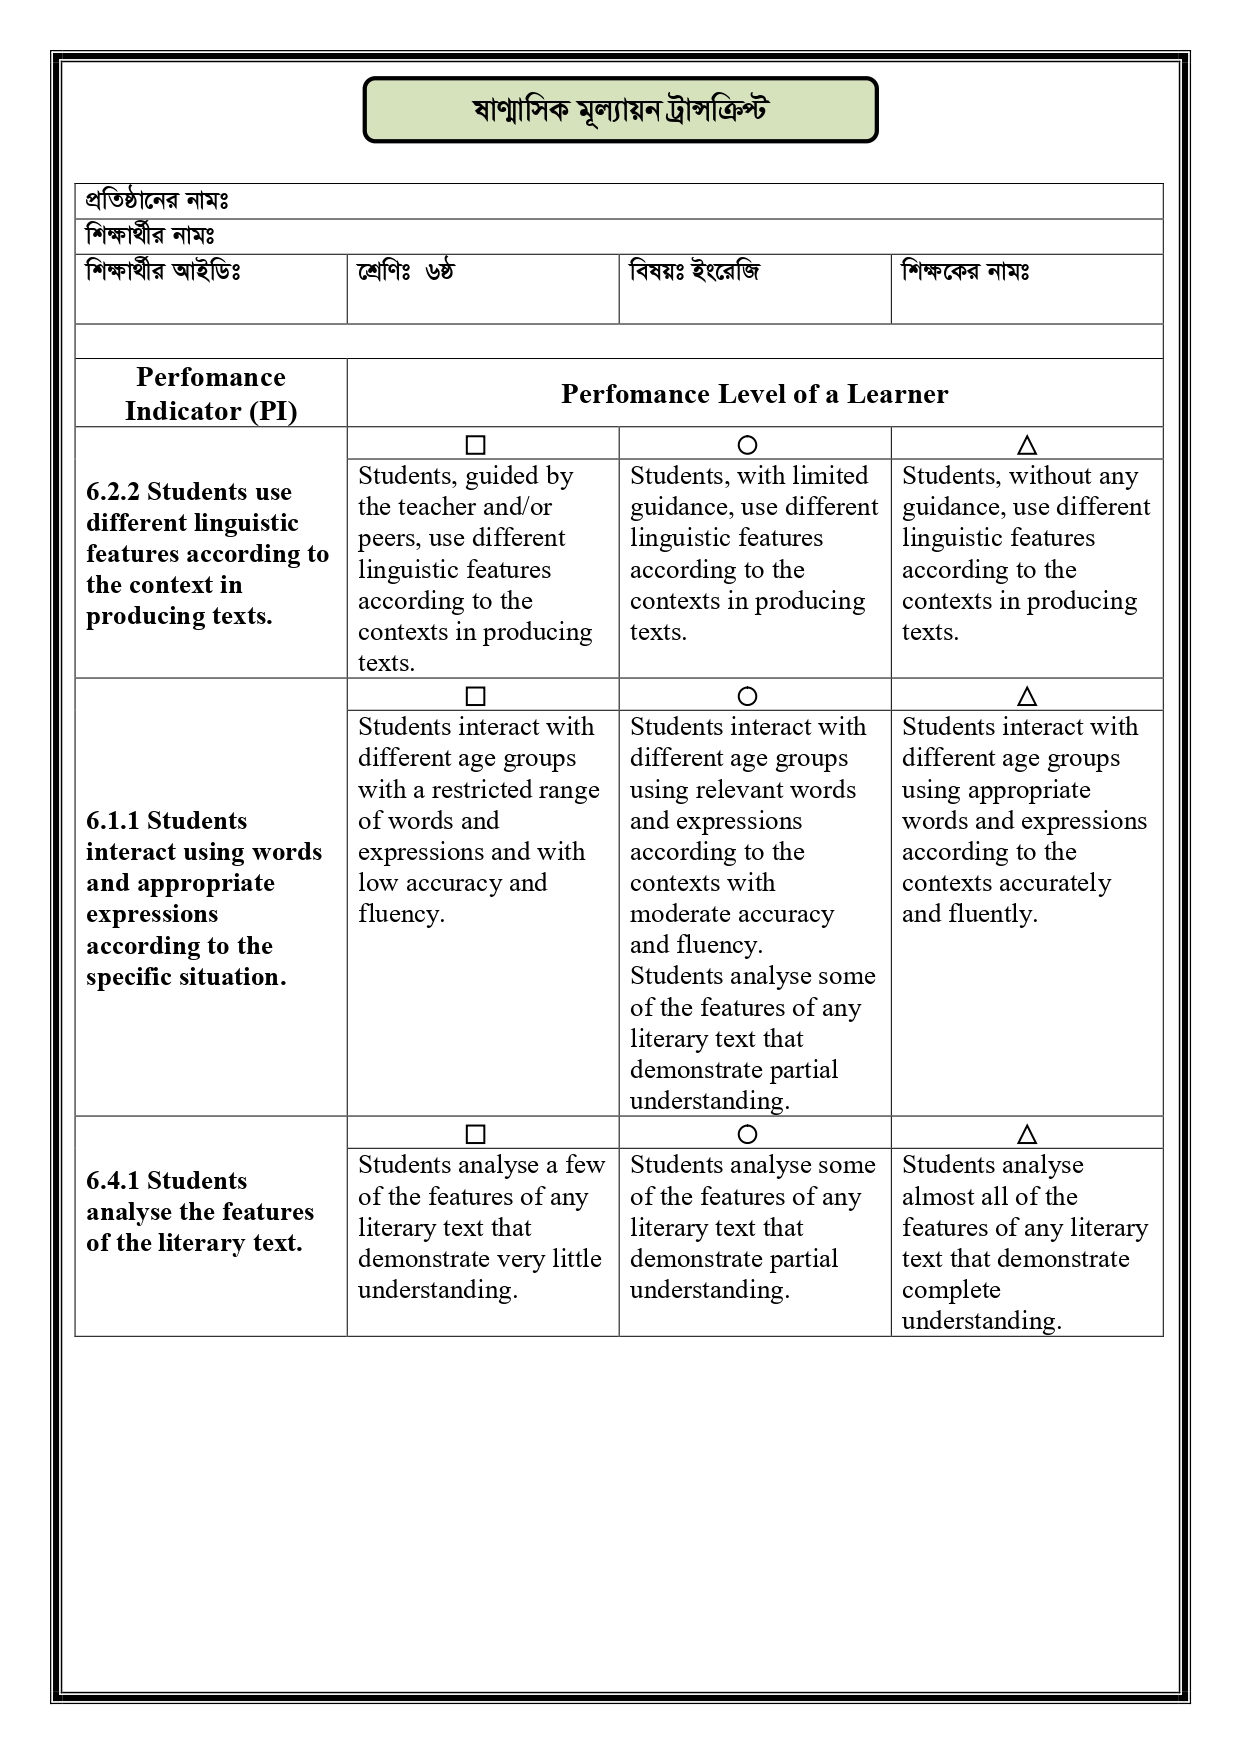 ষাণ্মাসিক মূল্যায়ন ট্রান্সক্রিপ্ট
প্রতিষ্ঠানের নামঃ
শিক্ষার্থীর নামঃ
শিক্ষার্থীর আইডিঃ শ্রেণিঃ ৬ষ্ঠ বিষয়ঃ ইংরেজি শিক্ষকের নামঃ
Perfomance
Indicator (PI)
Perfomance Level of a Learner
6.2.2 Students use
different linguistic
features according to
the context in
producing texts.
□
Students, guided by
the teacher and/or
peers, use different
linguistic features
according to the
contexts in producing
texts.
○
Students, with limited
guidance, use different
linguistic features
according to the
contexts in producing
texts.
△
Students, without any
guidance, use different
linguistic features
according to the
contexts in producing
texts.
6.1.1 Students
interact using words
and appropriate
expressions
according to the
specific situation.
□
Students interact with
different age groups
with a restricted range
of words and
expressions and with
low accuracy and
fluency.
○
Students interact with
different age groups
using relevant words
and expressions
according to the
contexts with
moderate accuracy
and fluency.
Students analyse some
of the features of any
literary text that
demonstrate partial
understanding.
△
Students interact with
different age groups
using appropriate
words and expressions
according to the
contexts accurately
and fluently.
6.4.1 Students
analyse the features
of the literary text.
□
Students analyse a few
of the features of any
literary text that
demonstrate very little
understanding.
○
Students analyse some
of the features of any
literary text that
demonstrate partial
understanding.
△
Students analyse
almost all of the
features of any literary
text that demonstrate
complete
understanding.